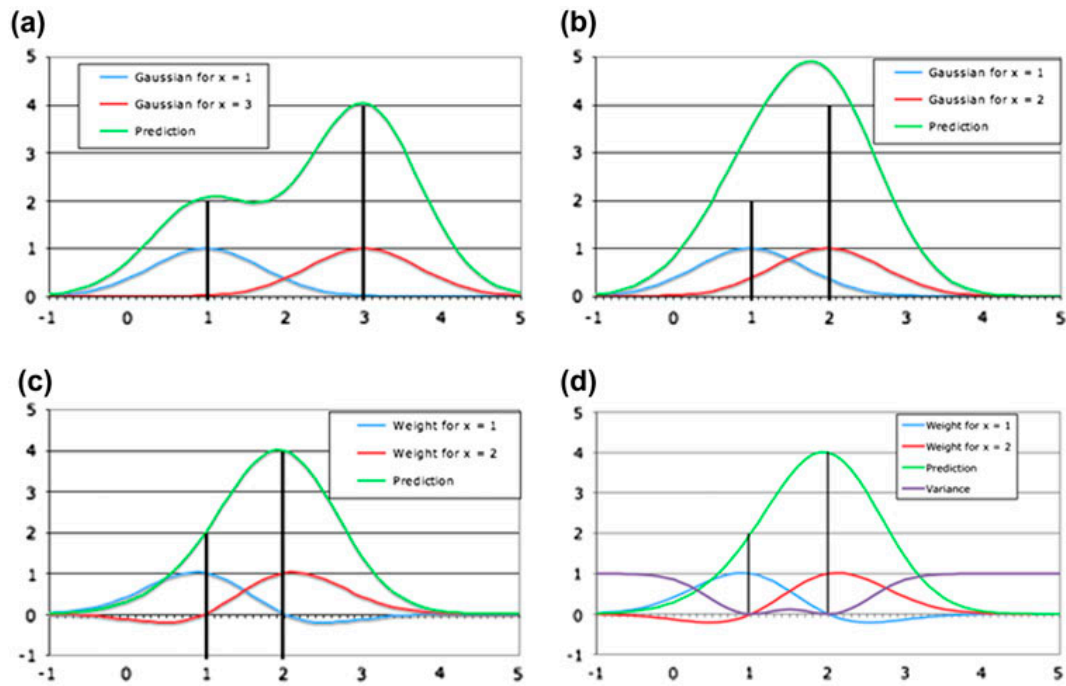 (a)
5
4
3
2
1
0
-1 0 1 2 3 4 5
Gaussian for x = 1
Gaussian for x = 3
Prediction
(b)
5
4
3
2
1
0
-1 0 1 2 3 4 5
Gaussian for x = 1
Gaussian for x = 2
Prediction
(c)
5
4
3
2
1
0
-1
-1 0 1 2 3 4 5
Weight for x = 1
Weight for x = 2
Prediction
(d)
5
4
3
2
1
0
-1
-1 0 1 2 3 4 5
Weight for x = 1
Weight for x = 2
Prediction
Variance